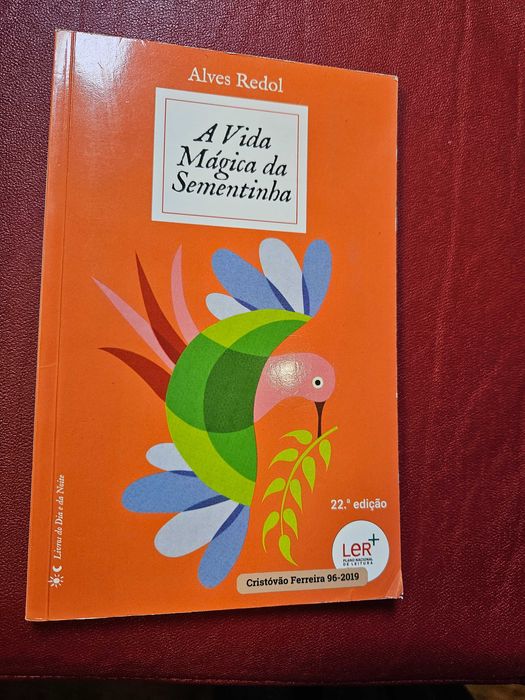 Alves Redol
A Vida
Mágica da
Sementinha
22.ª edição
LeR+
PLANO NACIONAL
DE LEITURA
Cristóvão Ferreira 96-2019
Livros do Dia e da Noite